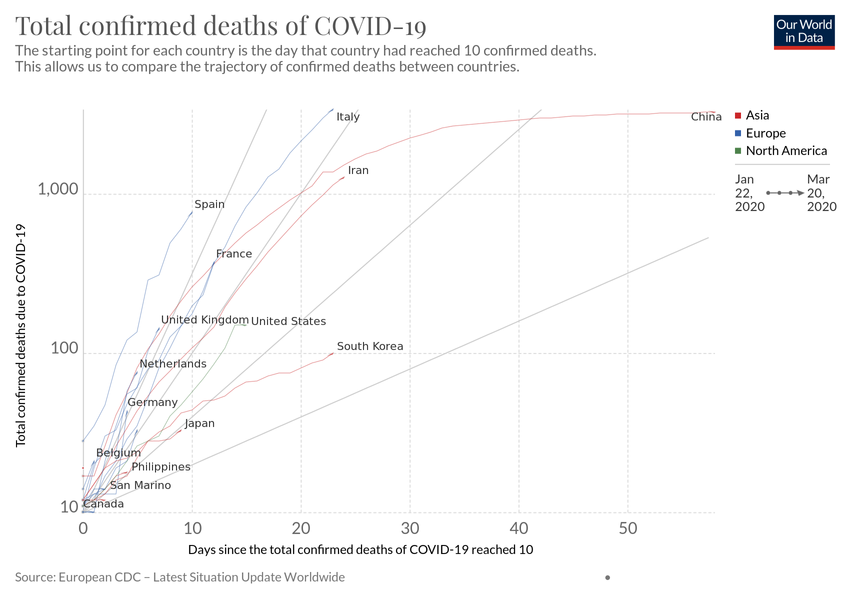 Total confirmed deaths of COVID-19
The starting point for each country is the day that country had reached 10 confirmed deaths.
This allows us to compare the trajectory of confirmed deaths between countries.
Our World
in Data
Italy
China
Asia
Europe
North America
Iran
Jan
22,
2020
Mar
20,
2020
1,000
Spain
France
United Kingdom
United States
South Korea
100
Netherlands
Germany
Japan
Belgium
Philippines
San Marino
Canada
10
Total confirmed deaths due to COVID-19
0
10
20
30
40
50
Days since the total confirmed deaths of COVID-19 reached 10
Source: European CDC – Latest Situation Update Worldwide